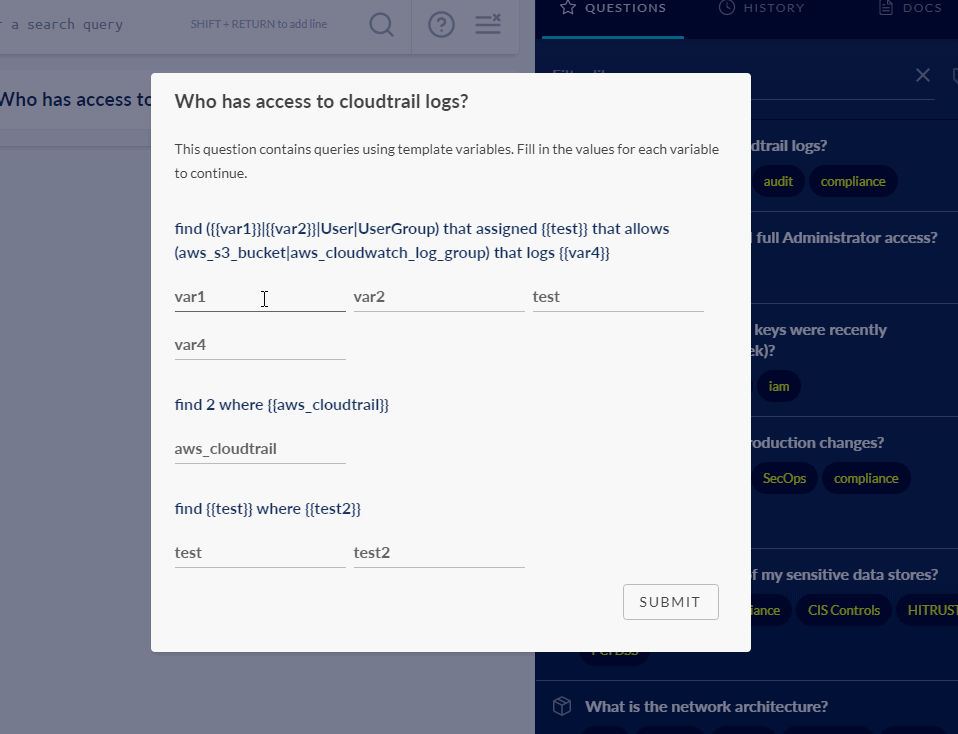 a search query
SHIFT + RETURN to add line
QUESTIONS
HISTORY
DOCS
Who has access to
Who has access to cloudtrail logs?
This question contains queries using template variables. Fill in the values for each variable
to continue.
find ({{var1}}|{{var2}}|User|UserGroup) that assigned {{test}} that allows
(aws_s3_bucket|aws_cloudwatch_log_group) that logs {{var4}}
var1
var2
test
var4
find 2 where {{aws_cloudtrail}}
aws_cloudtrail
find {{test}} where {{test2}}
test
test2
SUBMIT
dtrail logs?
audit
compliance
full Administrator access?
keys were recently
ek)?
iam
roduction changes?
SecOps
compliance
f my sensitive data stores?
iance
CIS Controls
HITRUST
What is the network architecture?